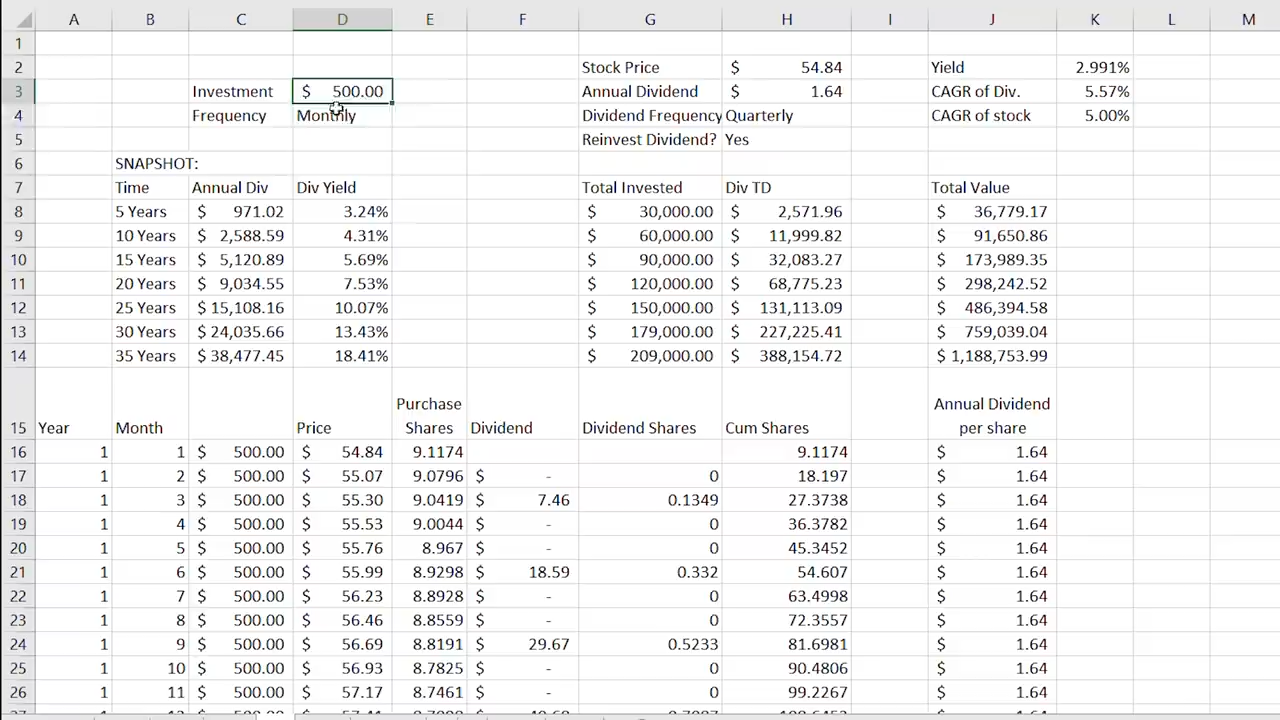 A B C D E F G H I J K L M
1
2 Stock Price $ 54.84 Yield 2.991%
3 Investment $ 500.00 Annual Dividend $ 1.64 CAGR of Div. 5.57%
4 Frequency Monthly Dividend Frequency Quarterly CAGR of stock 5.00%
5 Reinvest Dividend? Yes
6 SNAPSHOT:
7 Time Annual Div Div Yield Total Invested Div TD Total Value
8 5 Years $ 971.02 3.24% $ 30,000.00 $ 2,571.96 $ 36,779.17
9 10 Years $ 2,588.59 4.31% $ 60,000.00 $ 11,999.82 $ 91,650.86
10 15 Years $ 5,120.89 5.69% $ 90,000.00 $ 32,083.27 $ 173,989.35
11 20 Years $ 9,034.55 7.53% $ 120,000.00 $ 68,775.23 $ 298,242.52
12 25 Years $ 15,108.16 10.07% $ 150,000.00 $ 131,113.09 $ 486,394.58
13 30 Years $ 24,035.66 13.43% $ 179,000.00 $ 227,225.41 $ 759,039.04
14 35 Years $ 38,477.45 18.41% $ 209,000.00 $ 388,154.72 $ 1,188,753.99
Purchase Annual Dividend
15 Year Month Price Shares Dividend Dividend Shares Cum Shares per share
16 1 1 $ 500.00 $ 54.84 9.1174 9.1174 $ 1.64
17 1 2 $ 500.00 $ 55.07 9.0796 $ - 0 18.197 $ 1.64
18 1 3 $ 500.00 $ 55.30 9.0419 $ 7.46 0.1349 27.3738 $ 1.64
19 1 4 $ 500.00 $ 55.53 9.0044 $ - 0 36.3782 $ 1.64
20 1 5 $ 500.00 $ 55.76 8.967 $ - 0 45.3452 $ 1.64
21 1 6 $ 500.00 $ 55.99 8.9298 $ 18.59 0.332 54.607 $ 1.64
22 1 7 $ 500.00 $ 56.23 8.8928 $ - 0 63.4998 $ 1.64
23 1 8 $ 500.00 $ 56.46 8.8559 $ - 0 72.3557 $ 1.64
24 1 9 $ 500.00 $ 56.69 8.8191 $ 29.67 0.5233 81.6981 $ 1.64
25 1 10 $ 500.00 $ 56.93 8.7825 $ - 0 90.4806 $ 1.64
26 1 11 $ 500.00 $ 57.17 8.7461 $ - 0 99.2267 $ 1.64